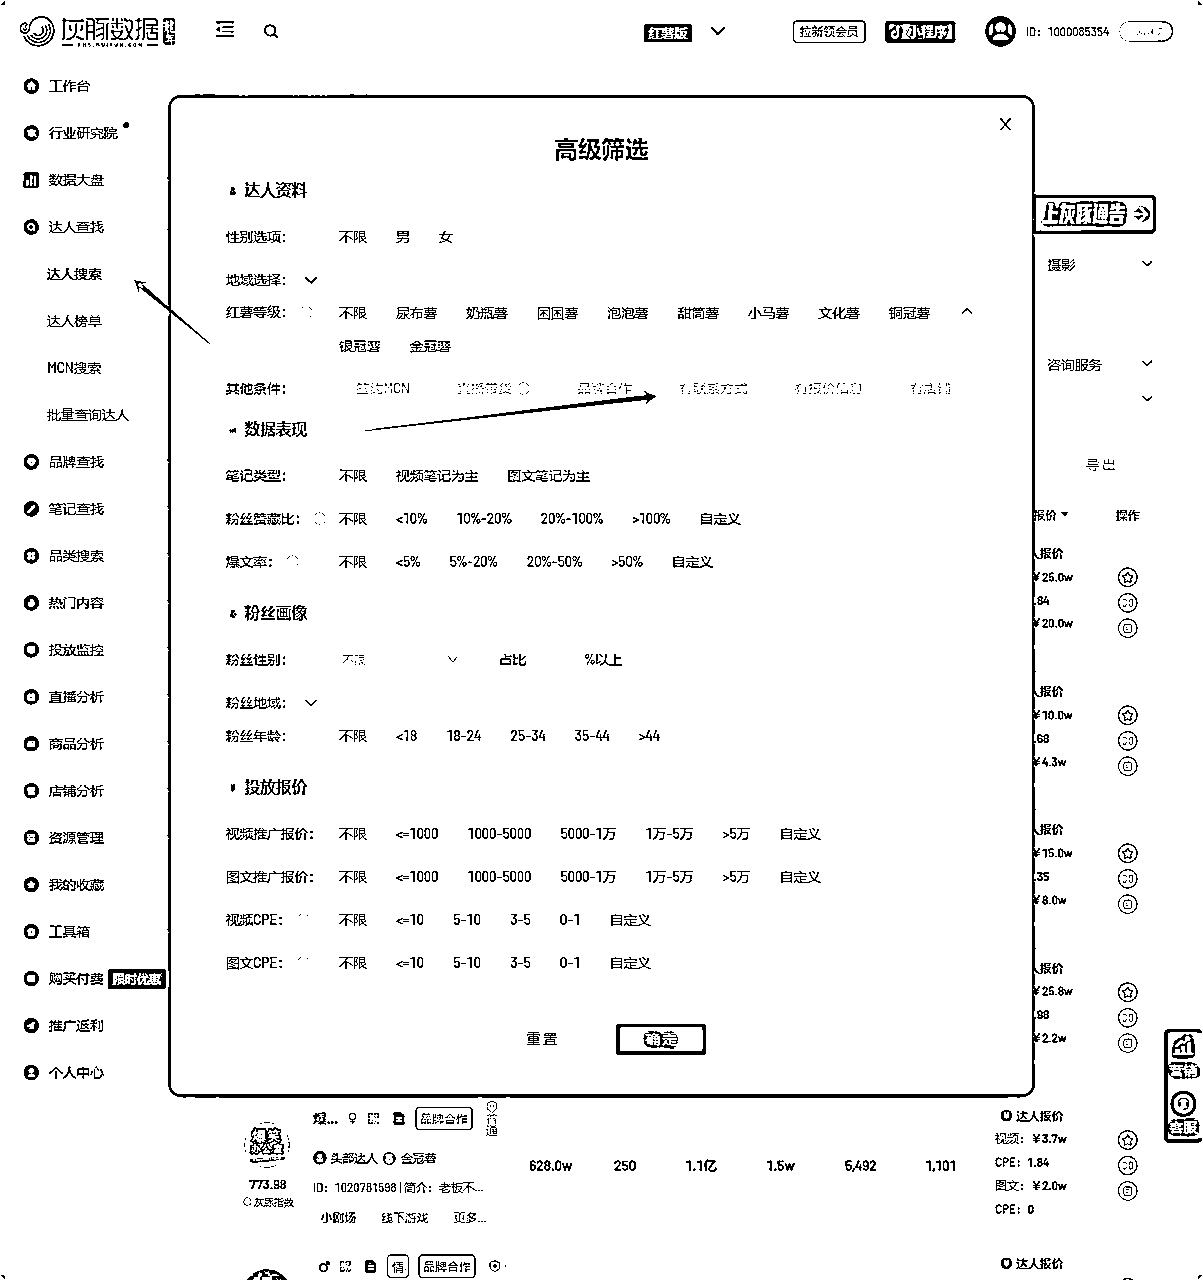 灰豚数据
红薯版
拉新领会员
小程序
ID: 1000085354
工作台
行业研究院
数据大盘
达人查找
达人搜索
达人榜单
MCN搜索
批量查询达人
品牌查找
笔记查找
品类搜索
热门内容
投放监控
直播分析
商品分析
店铺分析
资源管理
我的收藏
工具箱
购买付费 限时优惠
推广返利
个人中心
高级筛选
X
达人资料
性别选项: 不限 男 女
地域选择:
红薯等级: 不限 尿布薯 奶瓶薯 困困薯 泡泡薯 甜筒薯 小马薯 文化薯 铜冠薯
银冠薯 金冠薯
其他条件: 签约MCN 直播带货 品牌合作 有联系方式 有报价信息 有店铺
数据表现
笔记类型: 不限 视频笔记为主 图文笔记为主
粉丝赞藏比: 不限 <10% 10%-20% 20%-100% >100% 自定义
爆文率: 不限 <5% 5%-20% 20%-50% >50% 自定义
粉丝画像
粉丝性别: 不限 占比 %以上
粉丝地域:
粉丝年龄: 不限 <18 18-24 25-34 35-44 >44
投放报价
视频推广报价: 不限 <=1000 1000-5000 5000-1万 1万-5万 >5万 自定义
图文推广报价: 不限 <=1000 1000-5000 5000-1万 1万-5万 >5万 自定义
视频CPE: 不限 <=10 5-10 3-5 0-1 自定义
图文CPE: 不限 <=10 5-10 3-5 0-1 自定义
重置 确定
上灰豚通告
摄影
咨询服务
导出
报价 操作
人报价
¥25.0w
.84
¥20.0w
人报价
¥10.0w
.68
¥4.3w
人报价
¥15.0w
.35
¥8.0w
人报价
¥25.8w
.98
¥2.2w
客服
爆... 品牌合作
头部达人 金冠薯
773.98
灰豚指数
ID: 1020781598|简介: 老板不...
小剧场 线下游戏 更多...
628.0w 250 1.1亿 1.5w 5,492 1,101
达人报价
视频: ¥3.7w
CPE: 1.84
图文: ¥2.0w
CPE: 0
品牌合作
达人报价